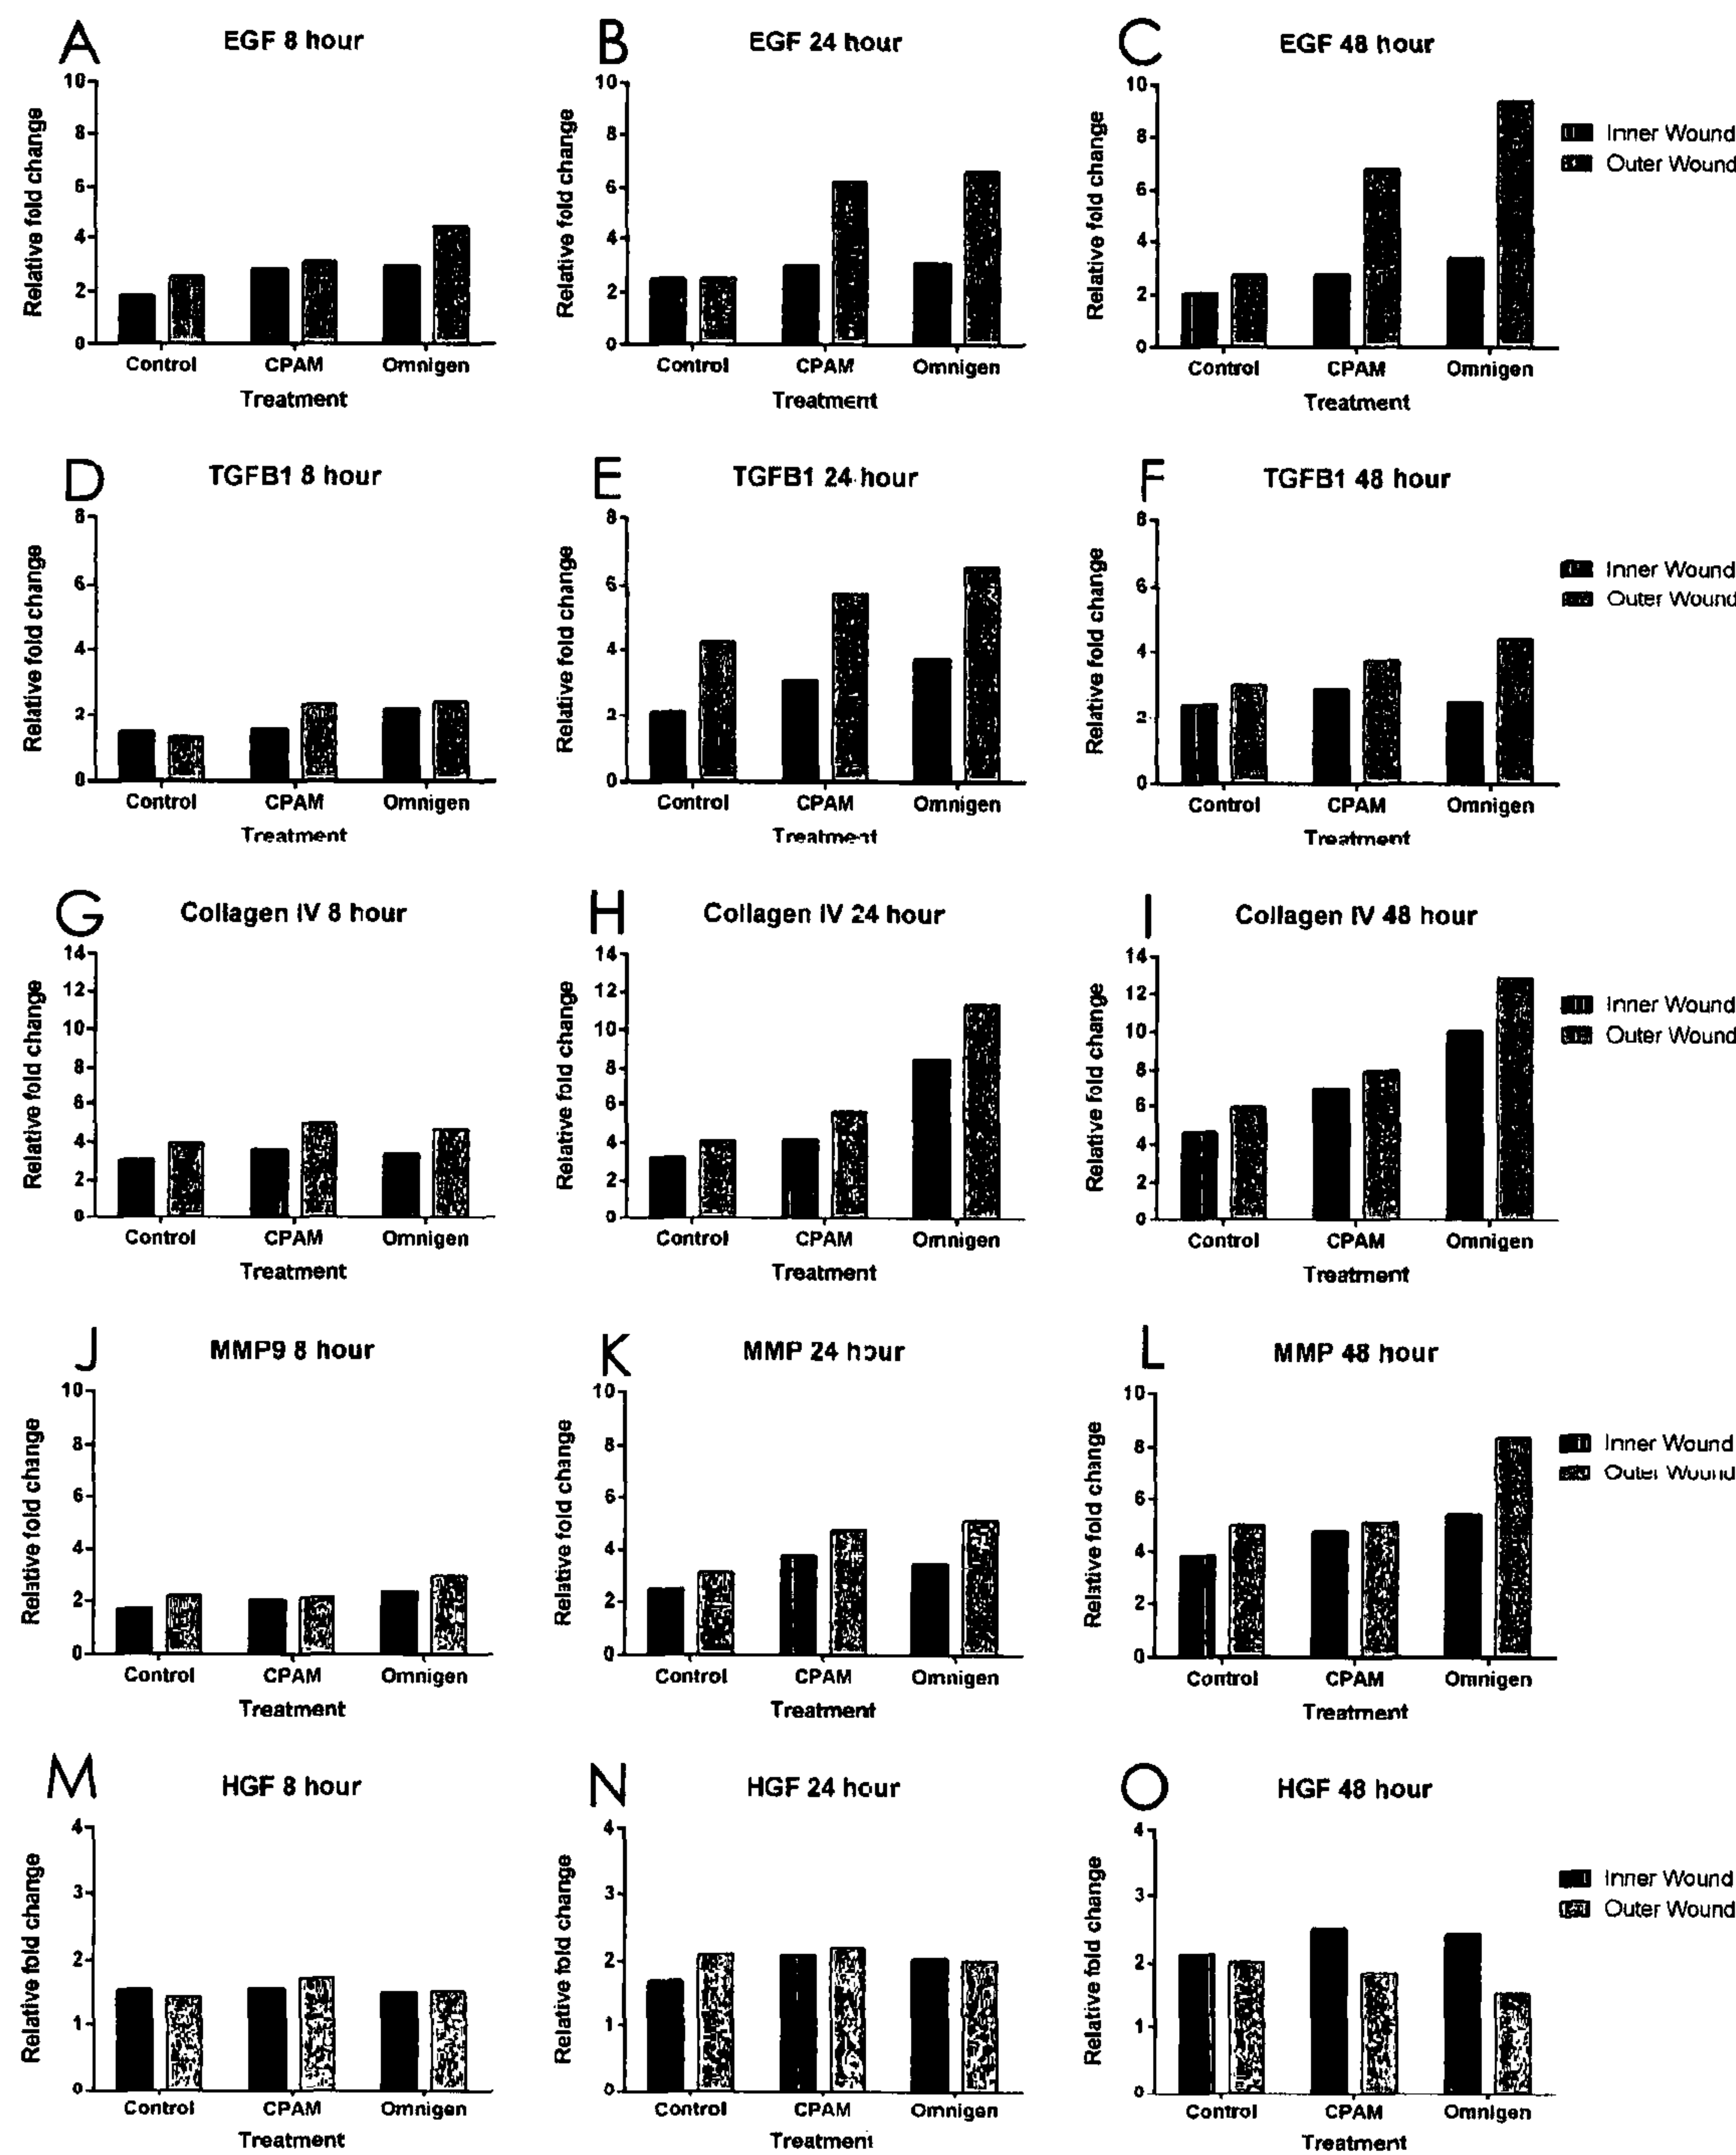 A EGF 8 hour
Relative fold change
10
8
6
4
2
0
Control CPAM Omnigen
Treatment
B EGF 24 hour
Relative fold change
10
8
6
4
2
0
Control CPAM Omnigen
Treatment
C EGF 48 hour
Relative fold change
10
8
6
4
2
0
Control CPAM Omnigen
Treatment
Inner Wound
Outer Wound
D TGFB1 8 hour
Relative fold change
8
6
4
2
0
Control CPAM Omnigen
Treatment
E TGFB1 24 hour
Relative fold change
8
6
4
2
0
Control CPAM Omnigen
Treatment
F TGFB1 48 hour
Relative fold change
8
6
4
2
0
Control CPAM Omnigen
Treatment
Inner Wound
Outer Wound
G Collagen IV 8 hour
Relative fold change
14
12
10
8
6
4
2
0
Control CPAM Omnigen
Treatment
H Collagen IV 24 hour
Relative fold change
14
12
10
8
6
4
2
0
Control CPAM Omnigen
Treatment
I Collagen IV 48 hour
Relative fold change
14
12
10
8
6
4
2
0
Control CPAM Omnigen
Treatment
Inner Wound
Outer Wound
J MMP9 8 hour
Relative fold change
10
8
6
4
2
0
Control CPAM Omnigen
Treatment
K MMP 24 hour
Relative fold change
10
8
6
4
2
0
Control CPAM Omnigen
Treatment
L MMP 48 hour
Relative fold change
10
8
6
4
2
0
Control CPAM Omnigen
Treatment
Inner Wound
Outer Wound
M HGF 8 hour
Relative fold change
4
3
2
1
0
Control CPAM Omnigen
Treatment
N HGF 24 hour
Relative fold change
4
3
2
1
0
Control CPAM Omnigen
Treatment
O HGF 48 hour
Relative fold change
4
3
2
1
0
Control CPAM Omnigen
Treatment
Inner Wound
Outer Wound